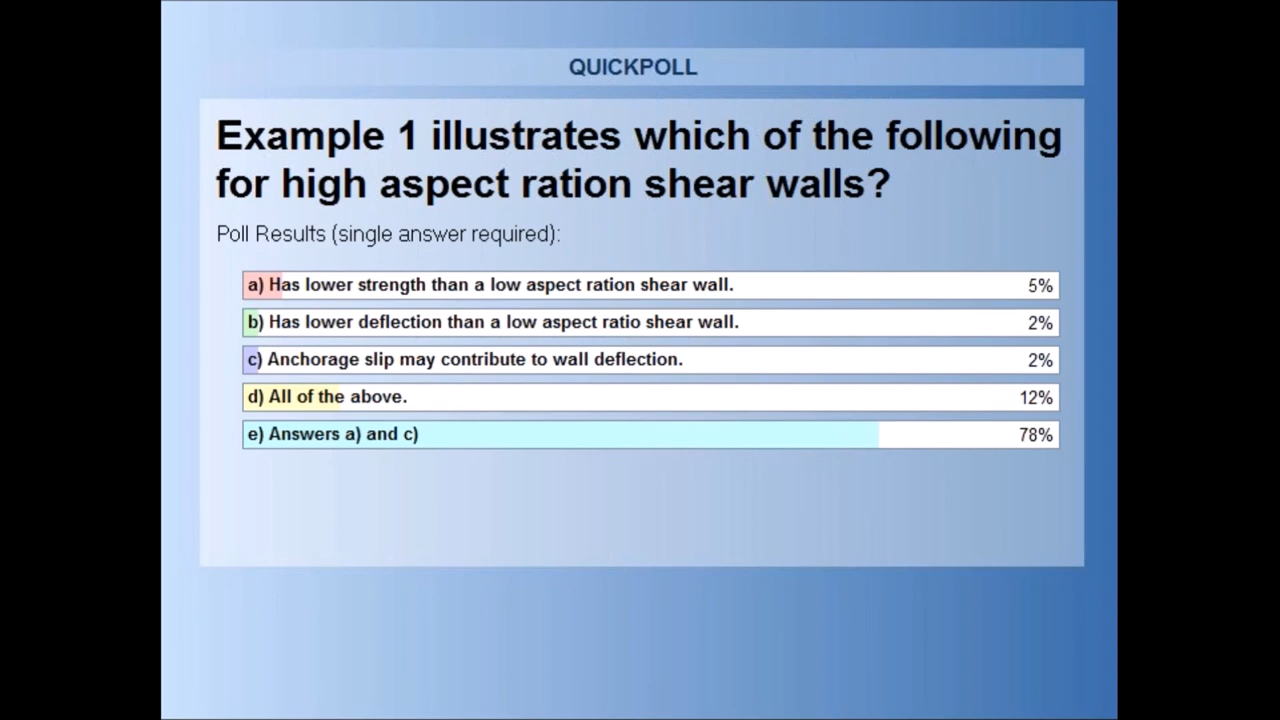 QUICKPOLL
Example 1 illustrates which of the following
for high aspect ration shear walls?
Poll Results (single answer required):
a) Has lower strength than a low aspect ration shear wall. 5%
b) Has lower deflection than a low aspect ratio shear wall. 2%
c) Anchorage slip may contribute to wall deflection. 2%
d) All of the above. 12%
e) Answers a) and c) 78%